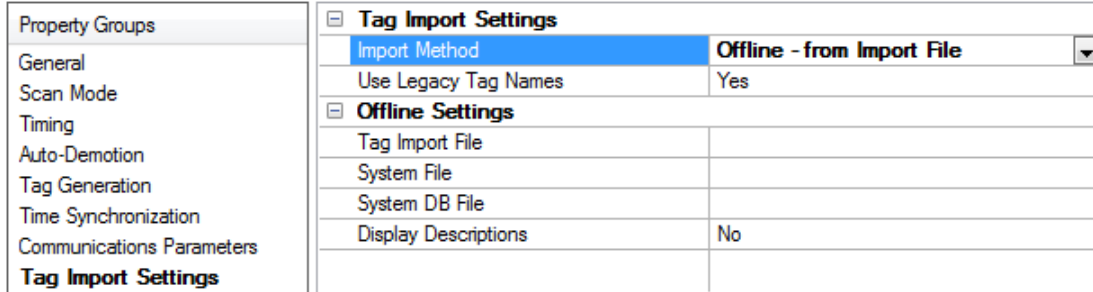 Property Groups
General
Scan Mode
Timing
Auto-Demotion
Tag Generation
Time Synchronization
Communications Parameters
Tag Import Settings
Tag Import Settings
Import Method Offline - from Import File
Use Legacy Tag Names Yes
Offline Settings
Tag Import File
System File
System DB File
Display Descriptions No